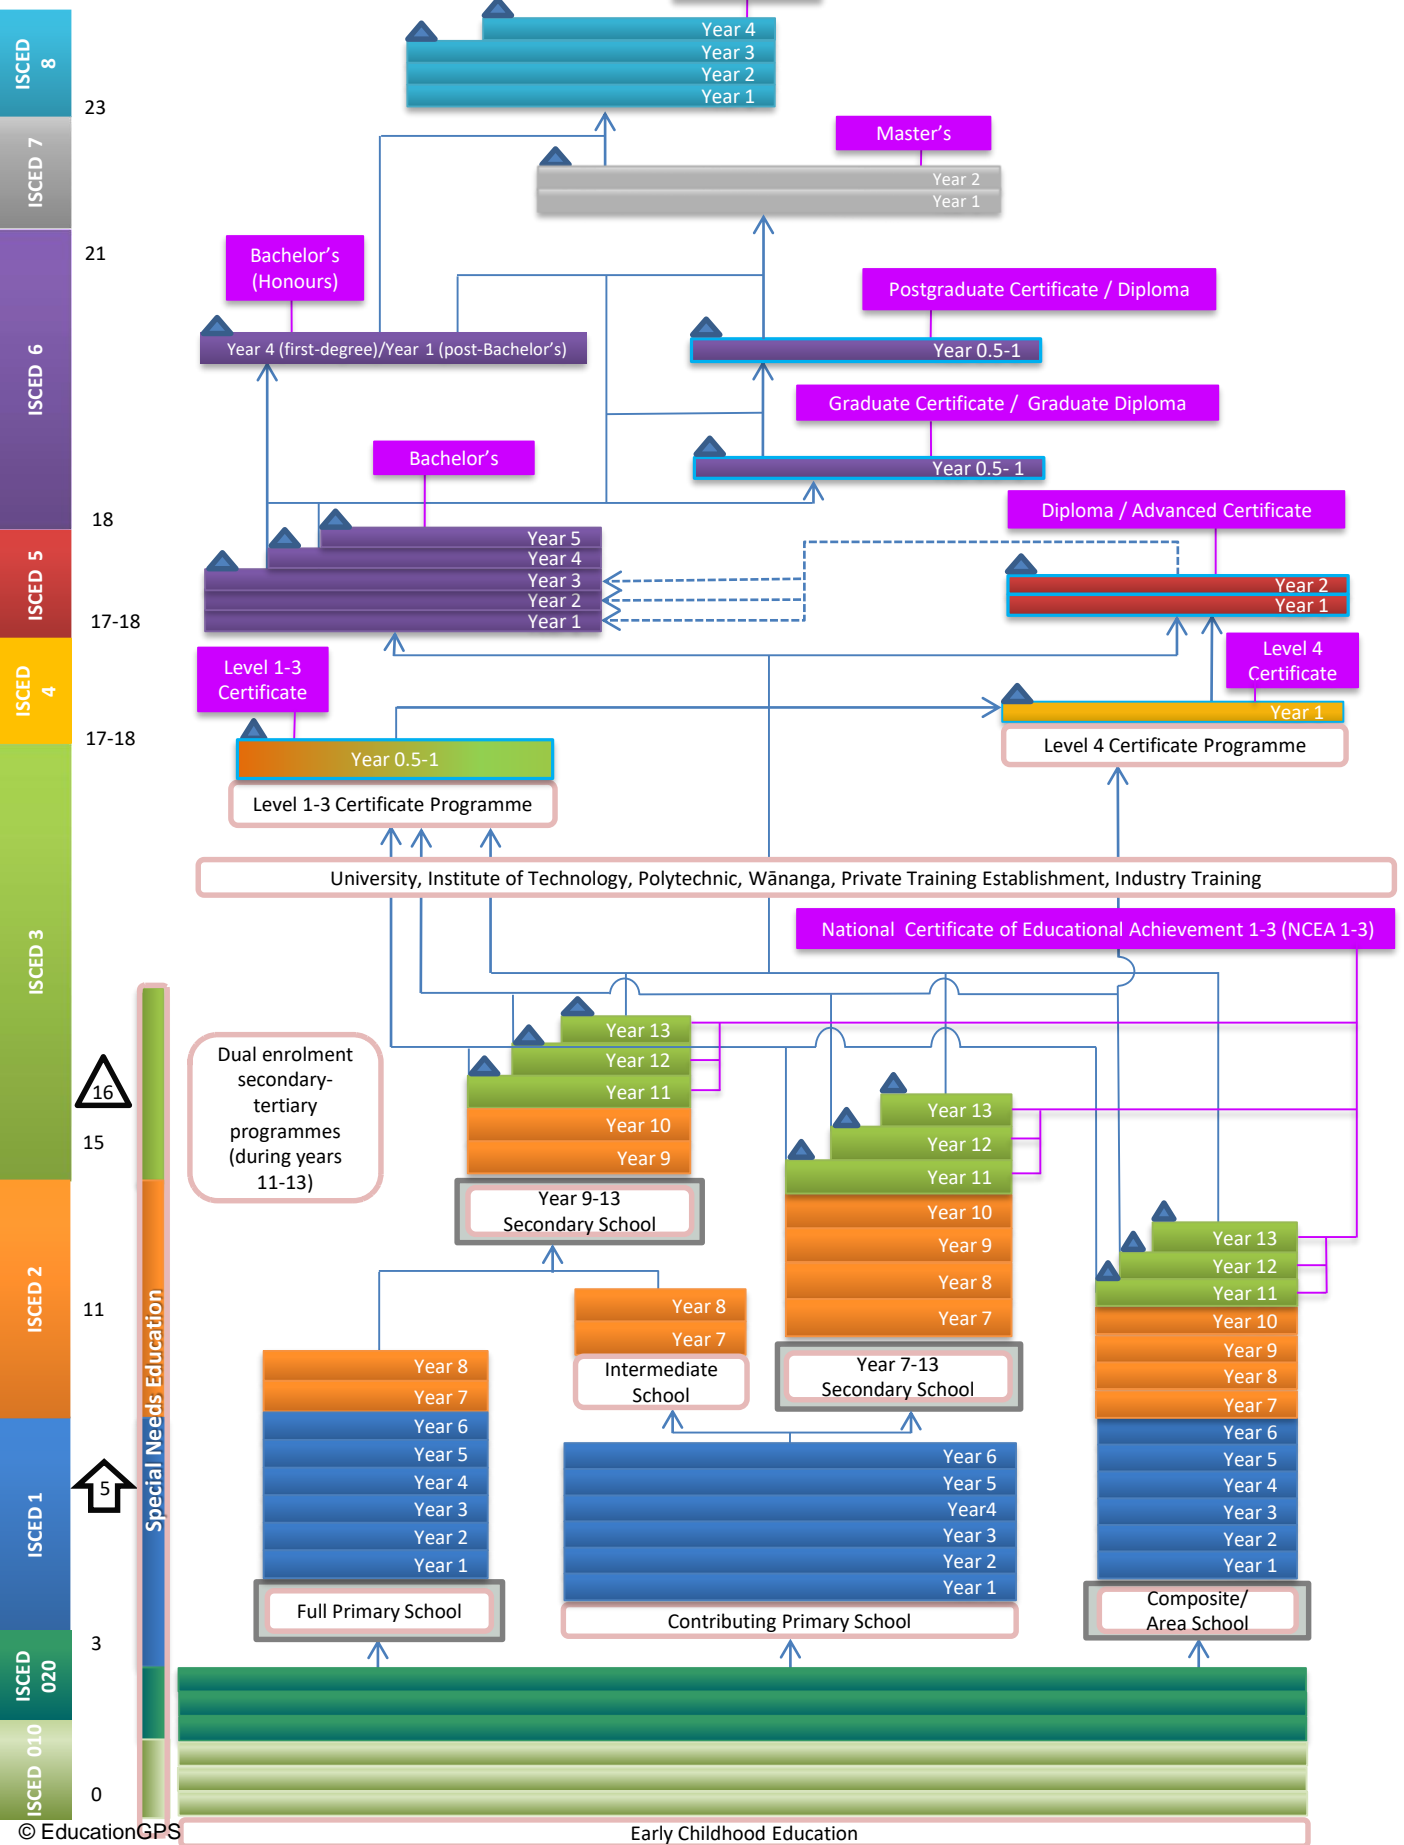 ISCED 8
Year 4
Year 3
Year 2
Year 1
23
ISCED 7
Master's
Year 2
Year 1
21
Bachelor's
(Honours)
Postgraduate Certificate / Diploma
ISCED 6
Year 4 (first-degree)/Year 1 (post-Bachelor's)
Year 0.5-1
Graduate Certificate / Graduate Diploma
Bachelor's
Year 0.5- 1
18
Diploma / Advanced Certificate
ISCED 5
Year 5
Year 4
Year 3
Year 2
Year 1
Year 2
Year 1
17-18
ISCED 4
Level 1-3
Certificate
Level 4
Certificate
Year 1
17-18
Level 4 Certificate Programme
Year 0.5-1
Level 1-3 Certificate Programme
University, Institute of Technology, Polytechnic, Wānanga, Private Training Establishment, Industry Training
ISCED 3
National Certificate of Educational Achievement 1-3 (NCEA 1-3)
Dual enrolment
secondary-
tertiary
programmes
(during years
11-13)
16
15
Year 13
Year 12
Year 11
Year 10
Year 9
Year 9-13
Secondary School
Year 13
Year 12
Year 11
Year 10
Year 9
Year 8
Year 7
Year 7-13
Secondary School
Year 13
Year 12
Year 11
Year 10
Year 9
Year 8
Year 7
Year 6
Year 5
Year 4
Year 3
Year 2
Year 1
Composite/
Area School
ISCED 2
11
Special Needs Education
Year 8
Year 7
Intermediate
School
Year 8
Year 7
Year 6
Year 5
Year 4
Year 3
Year 2
Year 1
Full Primary School
Year 6
Year 5
Year4
Year 3
Year 2
Year 1
Contributing Primary School
ISCED 1
5
3
ISCED 020
ISCED 010
0
© EducationGPS
Early Childhood Education